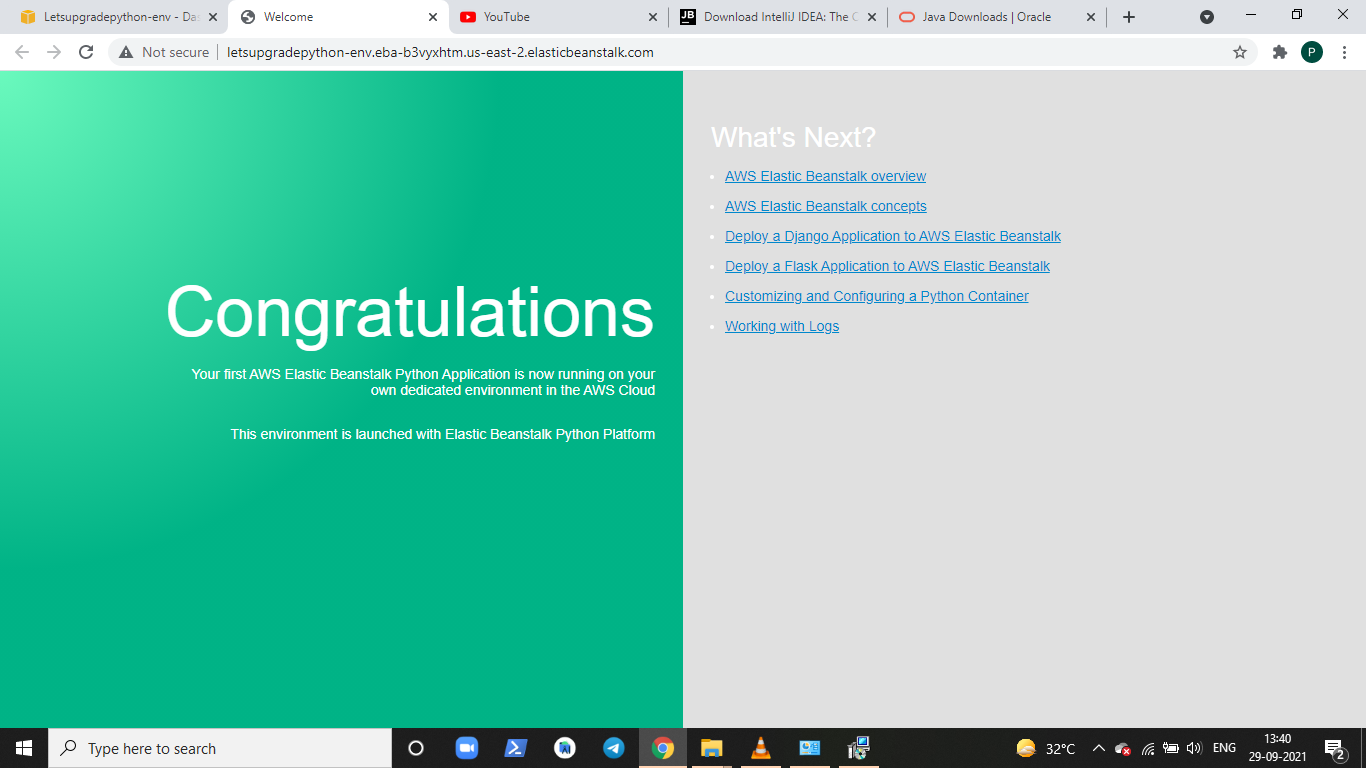 Letsupgradepython-env - Da
Welcome
YouTube
Download IntelliJ IDEA: The C
Java Downloads | Oracle
Not secure
letsupgradepython-env.eba-b3vyxhtm.us-east-2.elasticbeanstalk.com
P
Congratulations
Your first AWS Elastic Beanstalk Python Application is now running on your
own dedicated environment in the AWS Cloud
This environment is launched with Elastic Beanstalk Python Platform
What's Next?
AWS Elastic Beanstalk overview
AWS Elastic Beanstalk concepts
Deploy a Django Application to AWS Elastic Beanstalk
Deploy a Flask Application to AWS Elastic Beanstalk
Customizing and Configuring a Python Container
Working with Logs
Type here to search
32°C
ENG
13:40
29-09-2021
2